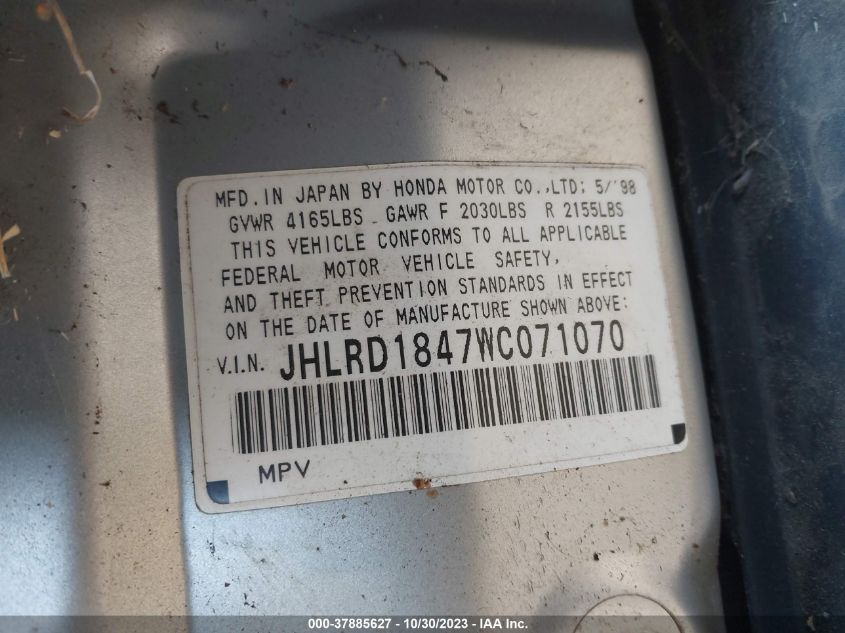 MFD. IN JAPAN BY HONDA MOTOR CO.,LTD; 5/'98
GVWR 4165LBS GAWR F 2030LBS R 2155LBS
THIS VEHICLE CONFORMS TO ALL APPLICABLE
FEDERAL MOTOR VEHICLE SAFETY,
AND THEFT PREVENTION STANDARDS IN EFFECT
ON THE DATE OF MANUFACTURE SHOWN ABOVE:
V.I.N. JHLRD1847WC071070
MPV
000-37885627 - 10/30/2023 - IAA Inc.